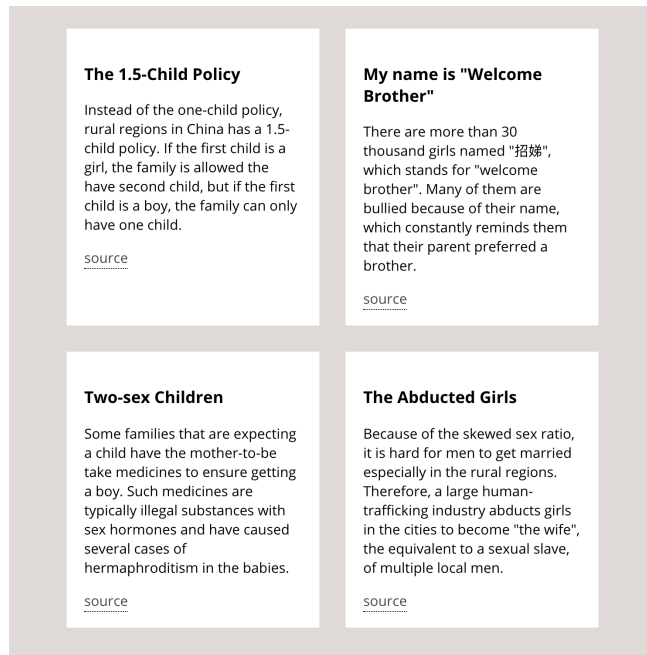 The 1.5-Child Policy
Instead of the one-child policy,
rural regions in China has a 1.5-
child policy. If the first child is a
girl, the family is allowed the
have second child, but if the first
child is a boy, the family can only
have one child.
source
My name is "Welcome
Brother"
There are more than 30
thousand girls named "招娣",
which stands for "welcome
brother". Many of them are
bullied because of their name,
which constantly reminds them
that their parent preferred a
brother.
source
Two-sex Children
Some families that are expecting
a child have the mother-to-be
take medicines to ensure getting
a boy. Such medicines are
typically illegal substances with
sex hormones and have caused
several cases of
hermaphroditism in the babies.
source
The Abducted Girls
Because of the skewed sex ratio,
it is hard for men to get married
especially in the rural regions.
Therefore, a large human-
trafficking industry abducts girls
in the cities to become "the wife",
the equivalent to a sexual slave,
of multiple local men.
source